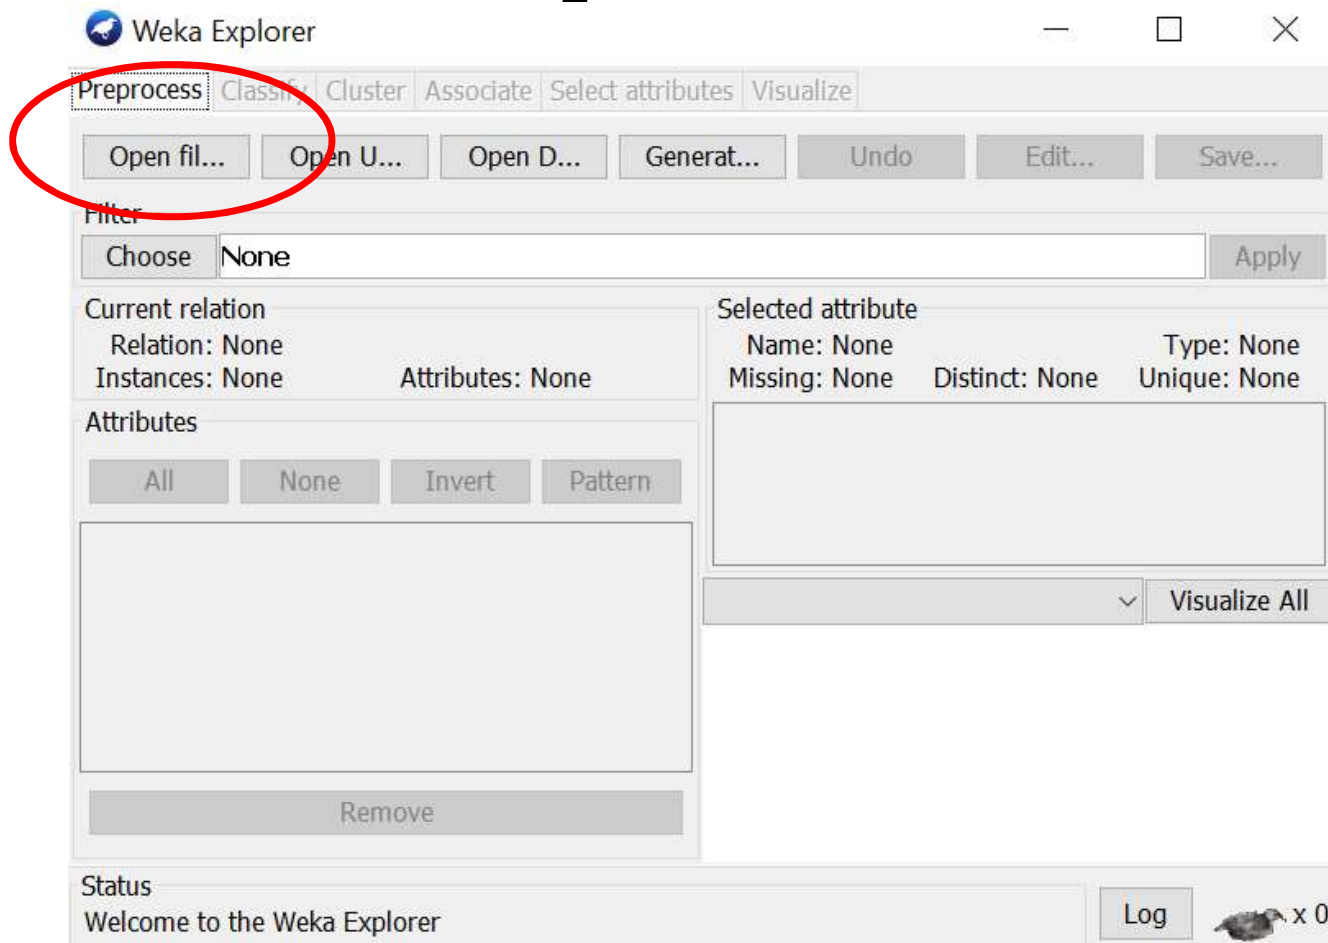 Weka Explorer
Preprocess Classify Cluster Associate Select attributes Visualize
Open fil... Open U... Open D... Generat... Undo Edit... Save...
Filter
Choose None Apply
Current relation
Relation: None
Instances: None Attributes: None
Selected attribute
Name: None Type: None
Missing: None Distinct: None Unique: None
Attributes
All None Invert Pattern
Visualize All
Remove
Status
Welcome to the Weka Explorer
Log x 0